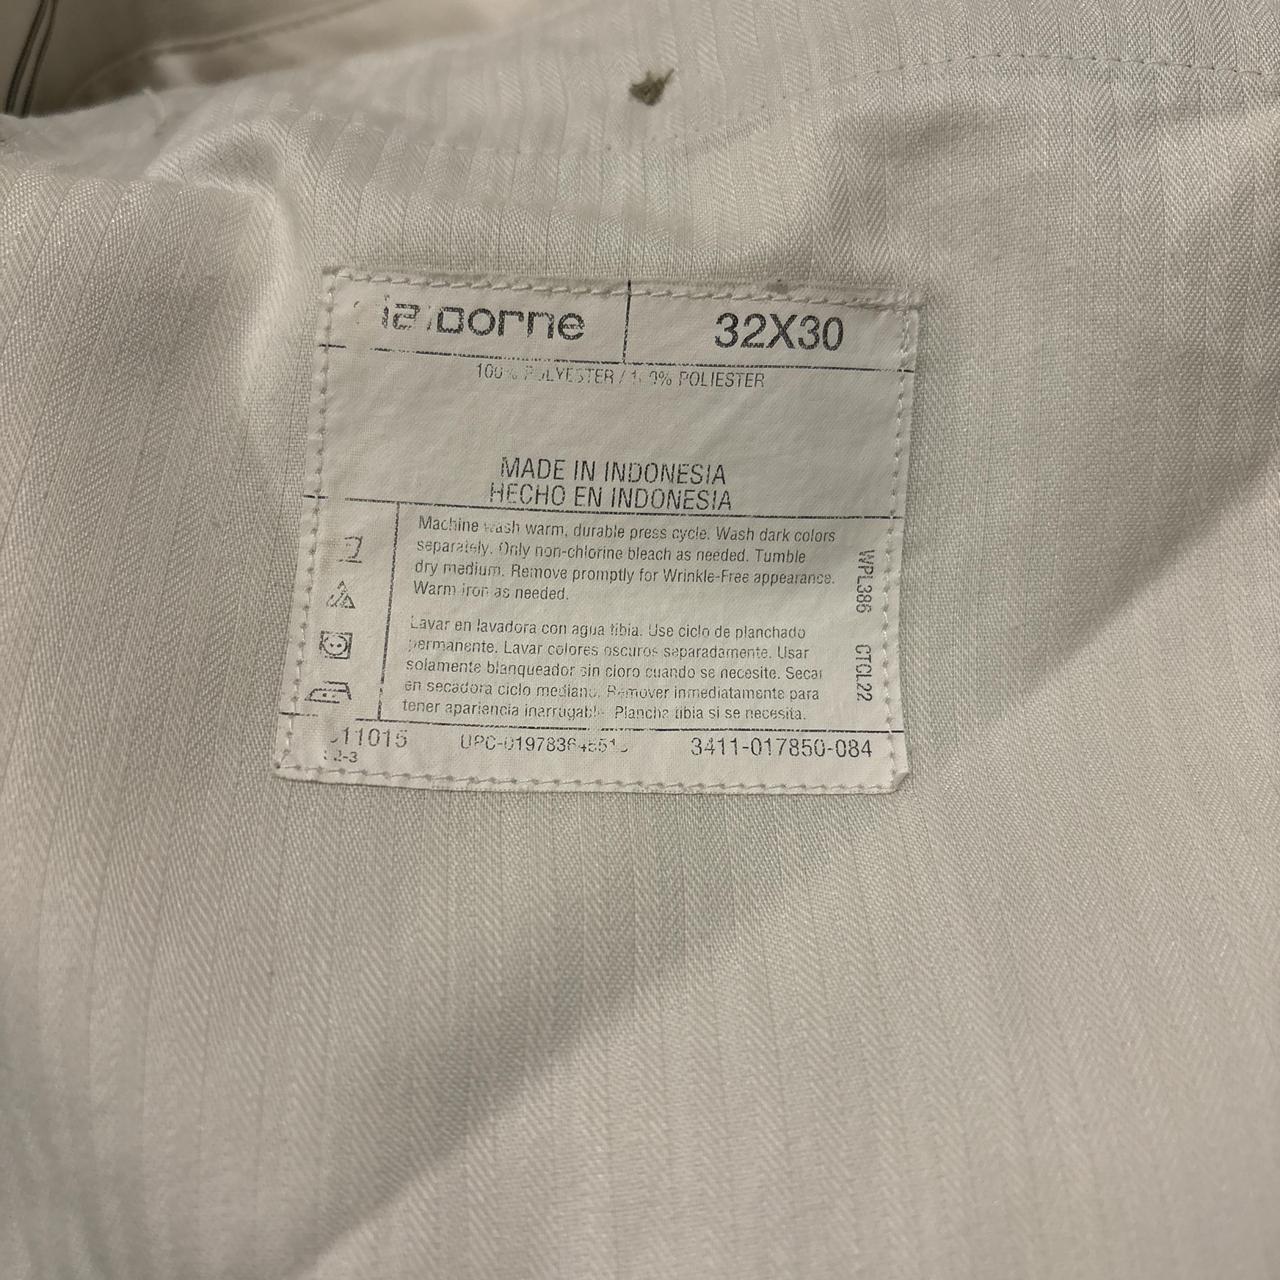 32X30
100% POLYESTER / 100% POLIESTER
MADE IN INDONESIA
HECHO EN INDONESIA
Machine wash warm, durable press cycle. Wash dark colors
separately. Only non-chlorine bleach as needed. Tumble
dry medium. Remove promptly for Wrinkle-Free appearance.
Warm iron as needed.
Lavar en lavadora con agua tibia. Use ciclo de planchado
permanente. Lavar colores oscuros separadamente. Usar
solamente blanqueador sin cloro cuando se necesite. Secar
en secadora ciclo mediano. Remover inmediatamente para
tener apariencia inarrugable. Plancha tibia si se necesita.
WPL386 CTCL22
3411-017850-084